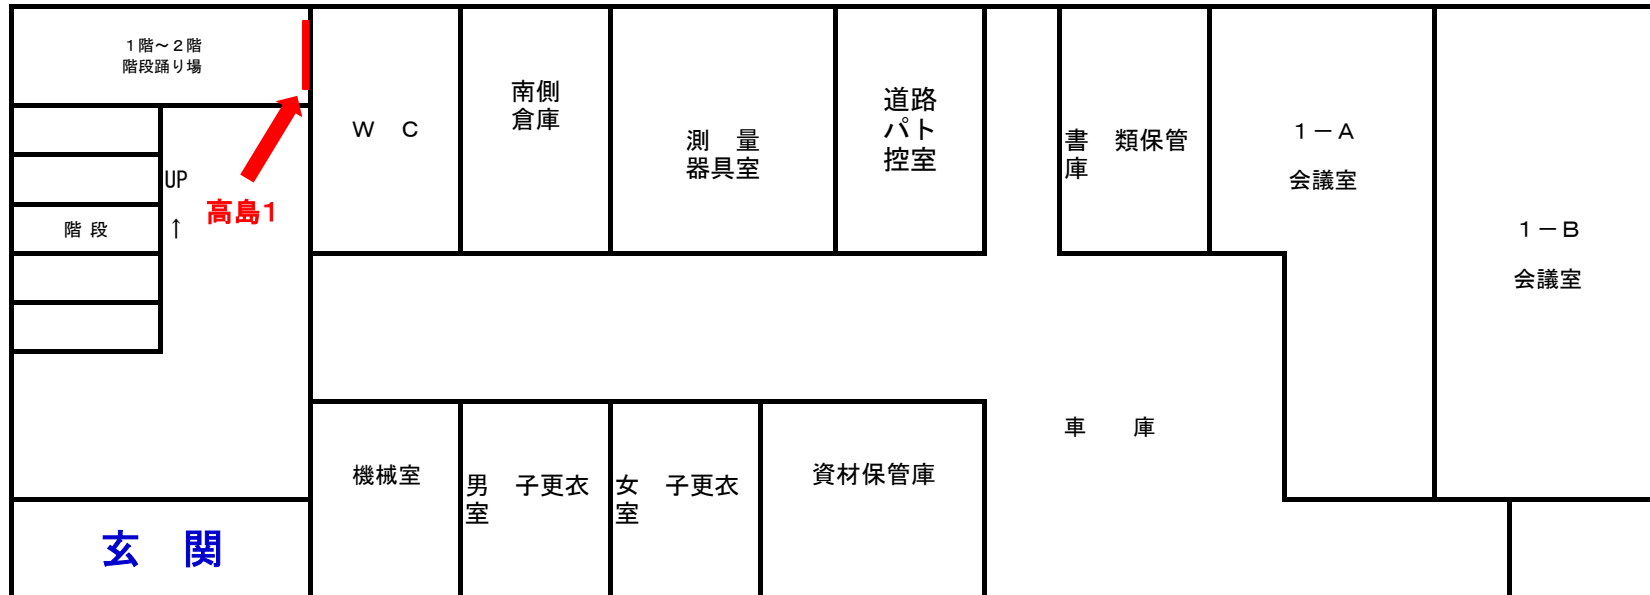 1階～2階
階段踊り場
W　C
南側
倉庫
測　量
器具室
道路
パト
控室
書　類保管
庫
1－A
会議室
1－B
会議室
UP
↑
高島1
階 段
車　庫
機械室
男　子更衣
室
女　子更衣
室
資材保管庫
玄　関